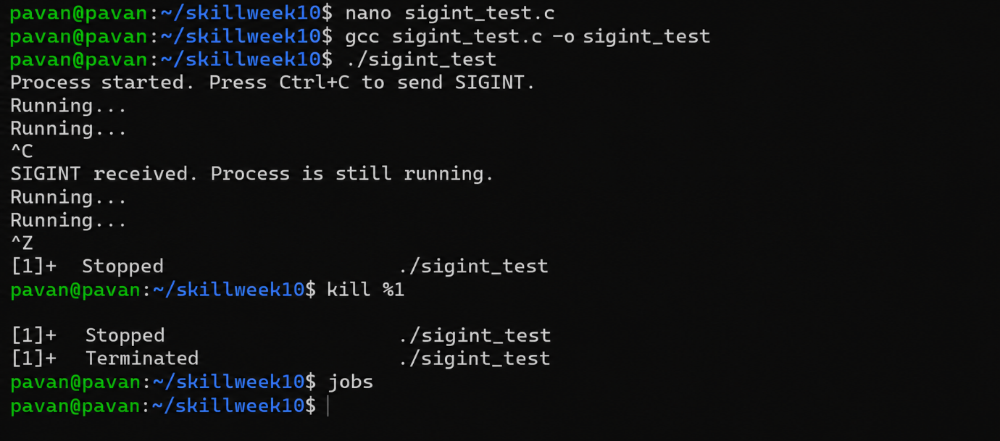 pavan@pavan:~/skillweek10$ nano sigint_test.c
pavan@pavan:~/skillweek10$ gcc sigint_test.c -o sigint_test
pavan@pavan:~/skillweek10$ ./sigint_test
Process started. Press Ctrl+C to send SIGINT.
Running...
Running...
^C
SIGINT received. Process is still running.
Running...
Running...
^Z
[1]+  Stopped                    ./sigint_test
pavan@pavan:~/skillweek10$ kill %1
[1]+  Stopped                    ./sigint_test
[1]+  Terminated                 ./sigint_test
pavan@pavan:~/skillweek10$ jobs
pavan@pavan:~/skillweek10$